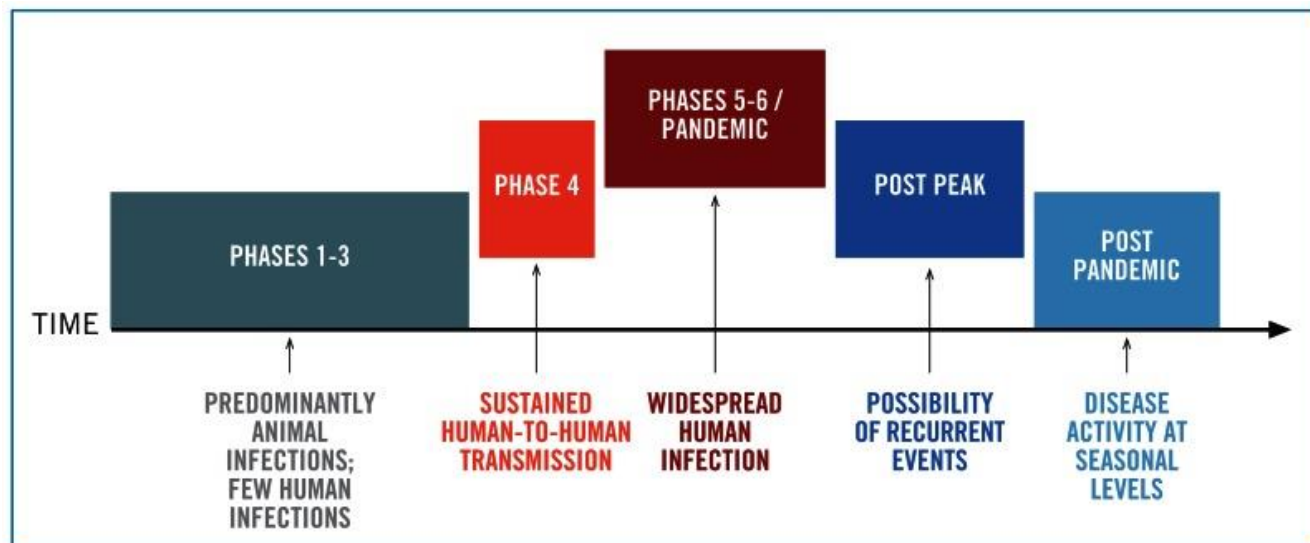 PHASES 1-3
PHASE 4
PHASES 5-6 /
PANDEMIC
POST PEAK
POST
PANDEMIC
TIME
PREDOMINANTLY
ANIMAL
INFECTIONS;
FEW HUMAN
INFECTIONS
SUSTAINED
HUMAN-TO-HUMAN
TRANSMISSION
WIDESPREAD
HUMAN
INFECTION
POSSIBILITY
OF RECURRENT
EVENTS
DISEASE
ACTIVITY AT
SEASONAL
LEVELS